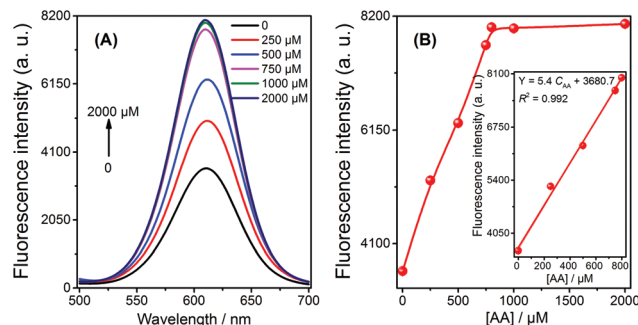 (A)
Fluorescence intensity (a. u.)
8200
6150
4100
2050
0
500
550
600
650
700
Wavelength / nm
2000 μM
0
0
250 μM
500 μM
750 μM
1000 μM
2000 μM
(B)
Fluorescence intensity (a. u.)
8200
6150
4100
0
500
1000
1500
2000
[AA] / μM
Y = 5.4 C_AA + 3680.7
R² = 0.992
Fluorescence intensity (a. u.)
8100
6750
5400
4050
0
200
400
600
800
[AA] / μM